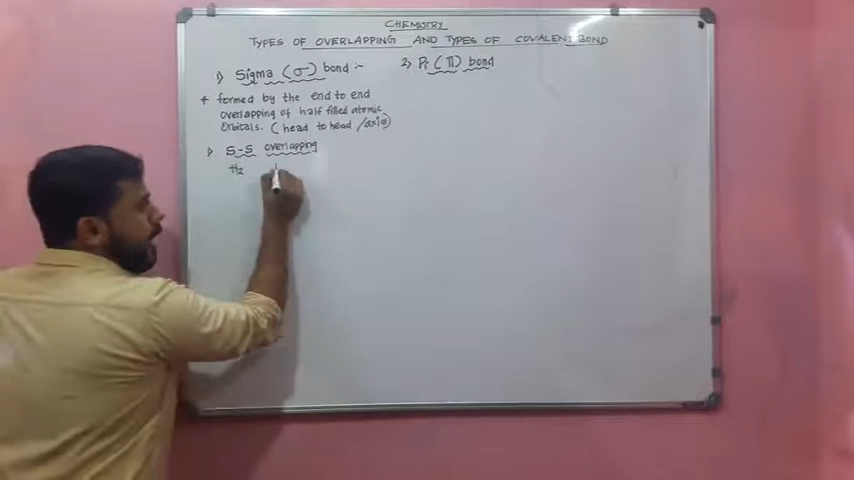 CHEMISTRY
TYPES OF OVERLAPPING AND TYPES OF COVALENT BOND
1) Sigma (σ) bond :-
+ formed by the end to end
overlapping of half filled atomic
Orbitals. (head to head /axial)
1) S-S overlapping
H2
2) Pi (π) bond